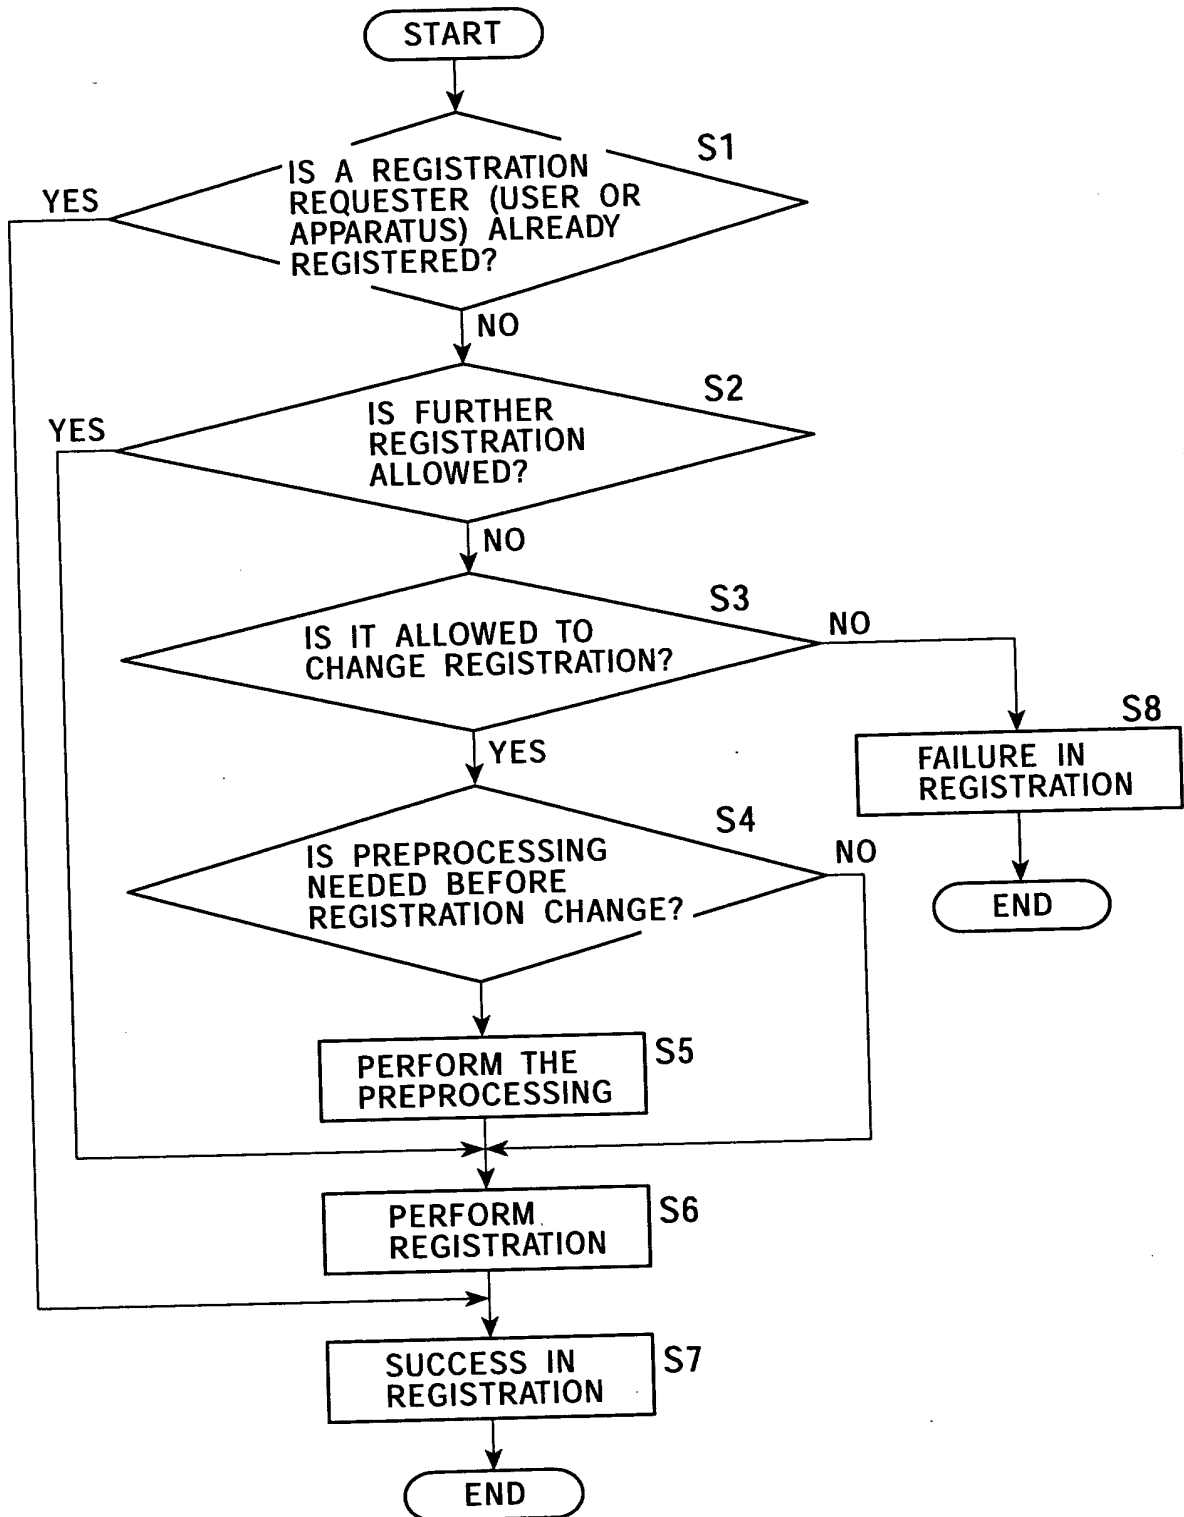 START
S1
IS A REGISTRATION
REQUESTER (USER OR
APPARATUS) ALREADY
REGISTERED?
YES
NO
S2
IS FURTHER
REGISTRATION
ALLOWED?
YES
NO
S3
IS IT ALLOWED TO
CHANGE REGISTRATION?
NO
YES
S8
FAILURE IN
REGISTRATION
END
S4
IS PREPROCESSING
NEEDED BEFORE
REGISTRATION CHANGE?
NO
S5
PERFORM THE
PREPROCESSING
S6
PERFORM
REGISTRATION
S7
SUCCESS IN
REGISTRATION
END